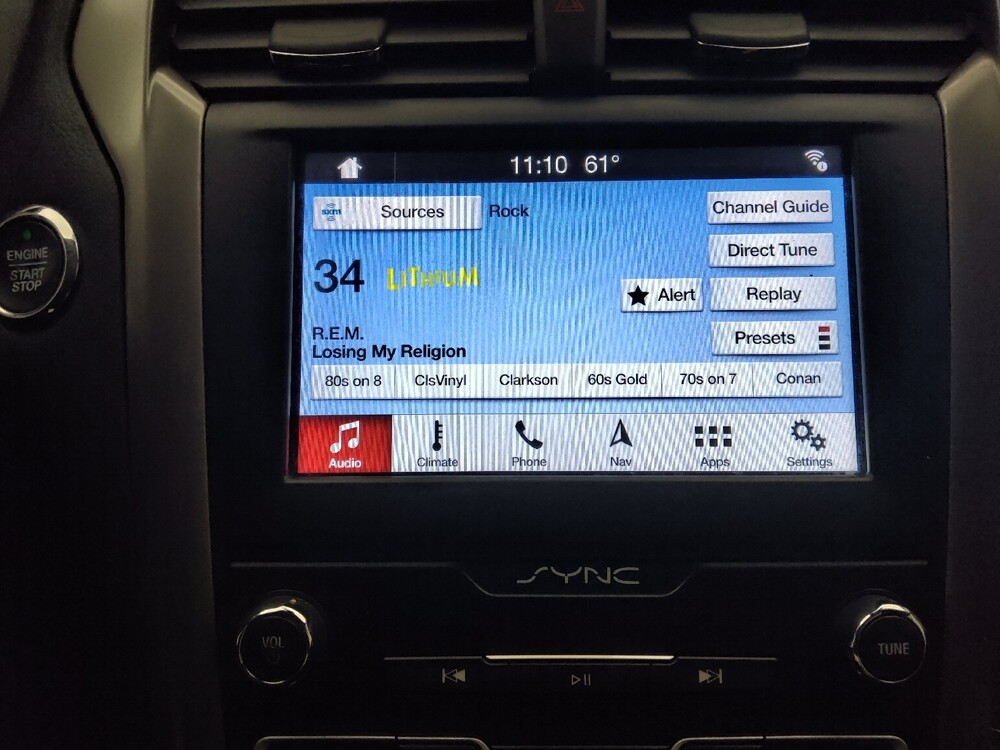 11:10 61°
sxm Sources Rock Channel Guide
ENGINE
START
STOP
Direct Tune
34 LITHIUM
Alert Replay
R.E.M.
Losing My Religion
Presets
80s on 8 ClsVinyl Clarkson 60s Gold 70s on 7 Conan
Audio Climate Phone Nav Apps Settings
SYNC
VOL
TUNE